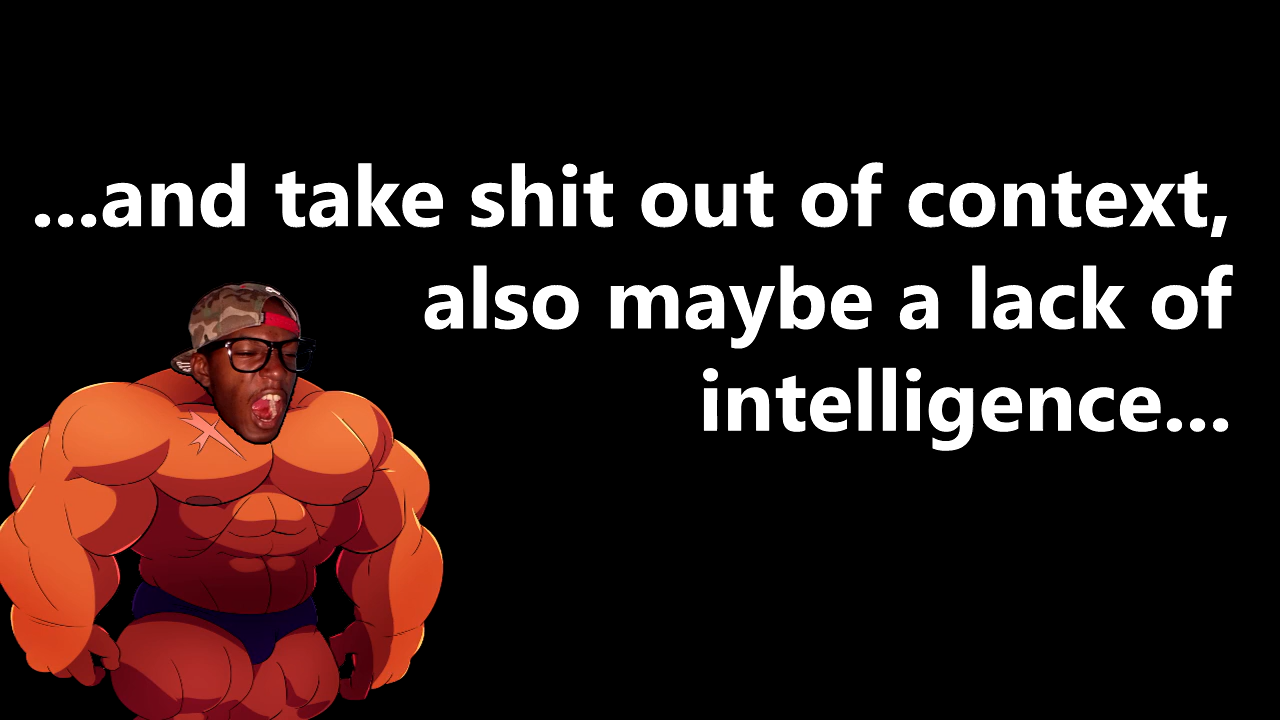 ...and take shit out of context,
also maybe a lack of
intelligence...